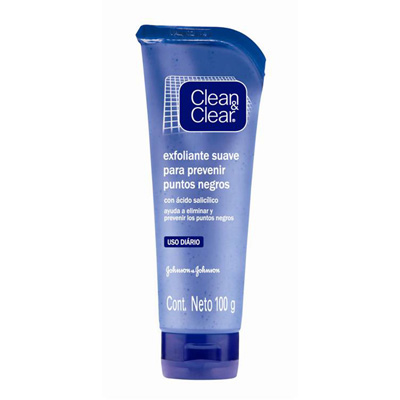 Clean &
Clear®
exfoliante suave
para prevenir
puntos negros
con ácido salicílico
ayuda a eliminar y
prevenir los puntos negros
USO DIÁRIO
Johnson & Johnson
Cont. Neto 100 g